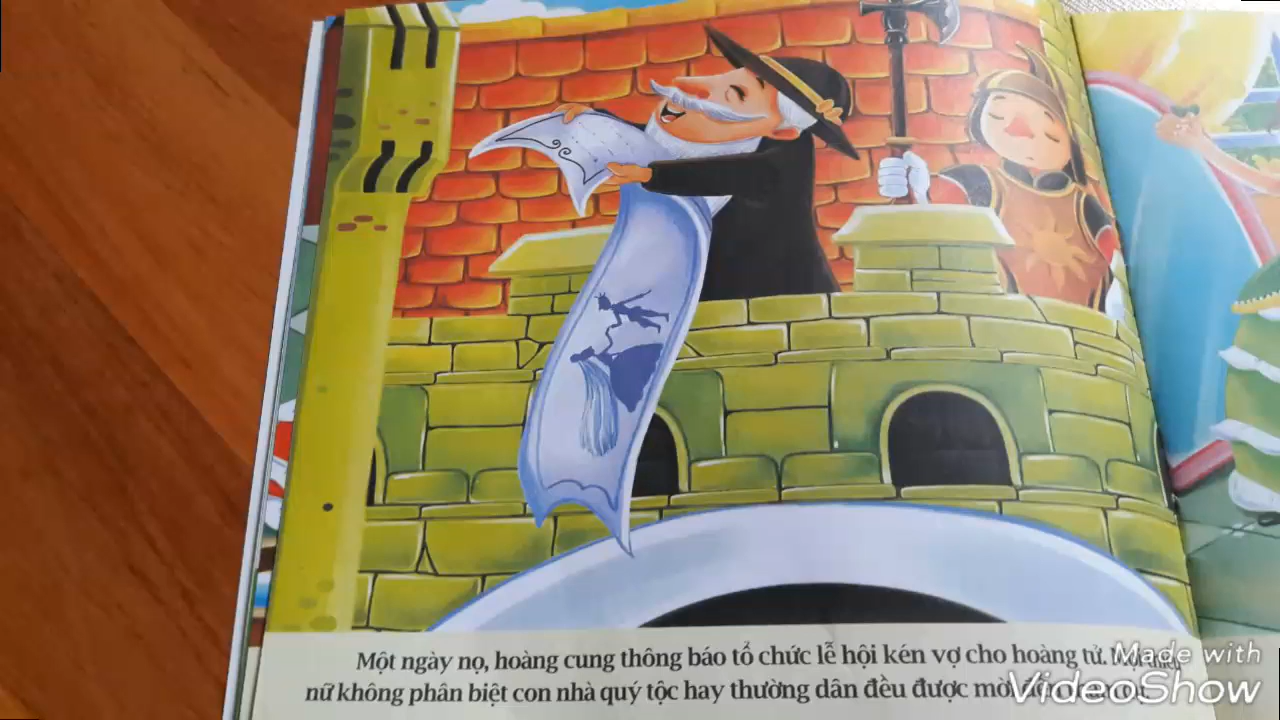 Một ngày nọ, hoàng cung thông báo tổ chức lễ hội kén vợ cho hoàng tử.
nữ không phân biệt con nhà quý tộc hay thường dân đều được mời
Made with
VideoShow